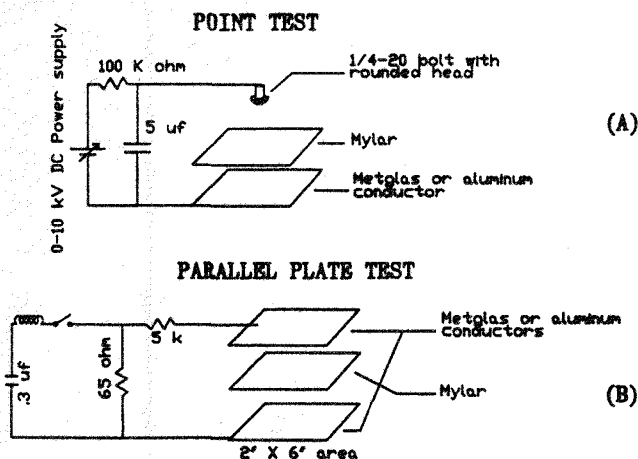 POINT TEST
0-10 kV DC Power supply
100 K ohm
1/4-20 bolt with
rounded head
(A)
5 uf
Mylar
Metglas or aluminum
conductor
PARALLEL PLATE TEST
Metglas or aluminum
conductors
5 k
.3 uf
65 ohm
Mylar
(B)
2" X 6" area